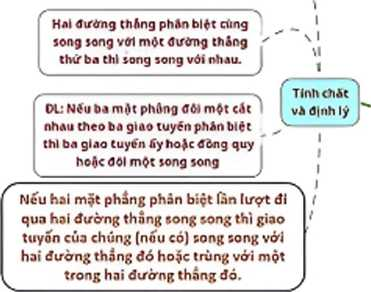 Hai đường thẳng phân biệt cùng
song song với một đường thẳng
thứ ba thì song song với nhau.
Tính chất
và định lý
ĐL: Nếu ba mặt phẳng đôi một cắt
nhau theo ba giao tuyến phân biệt
thì ba giao tuyến ấy hoặc đồng quy
hoặc đôi một song song
Nếu hai mặt phẳng phân biệt lần lượt đi
qua hai đường thẳng song song thì giao
tuyến của chúng (nếu có) song song với
hai đường thẳng đó hoặc trùng với một
trong hai đường thẳng đó.